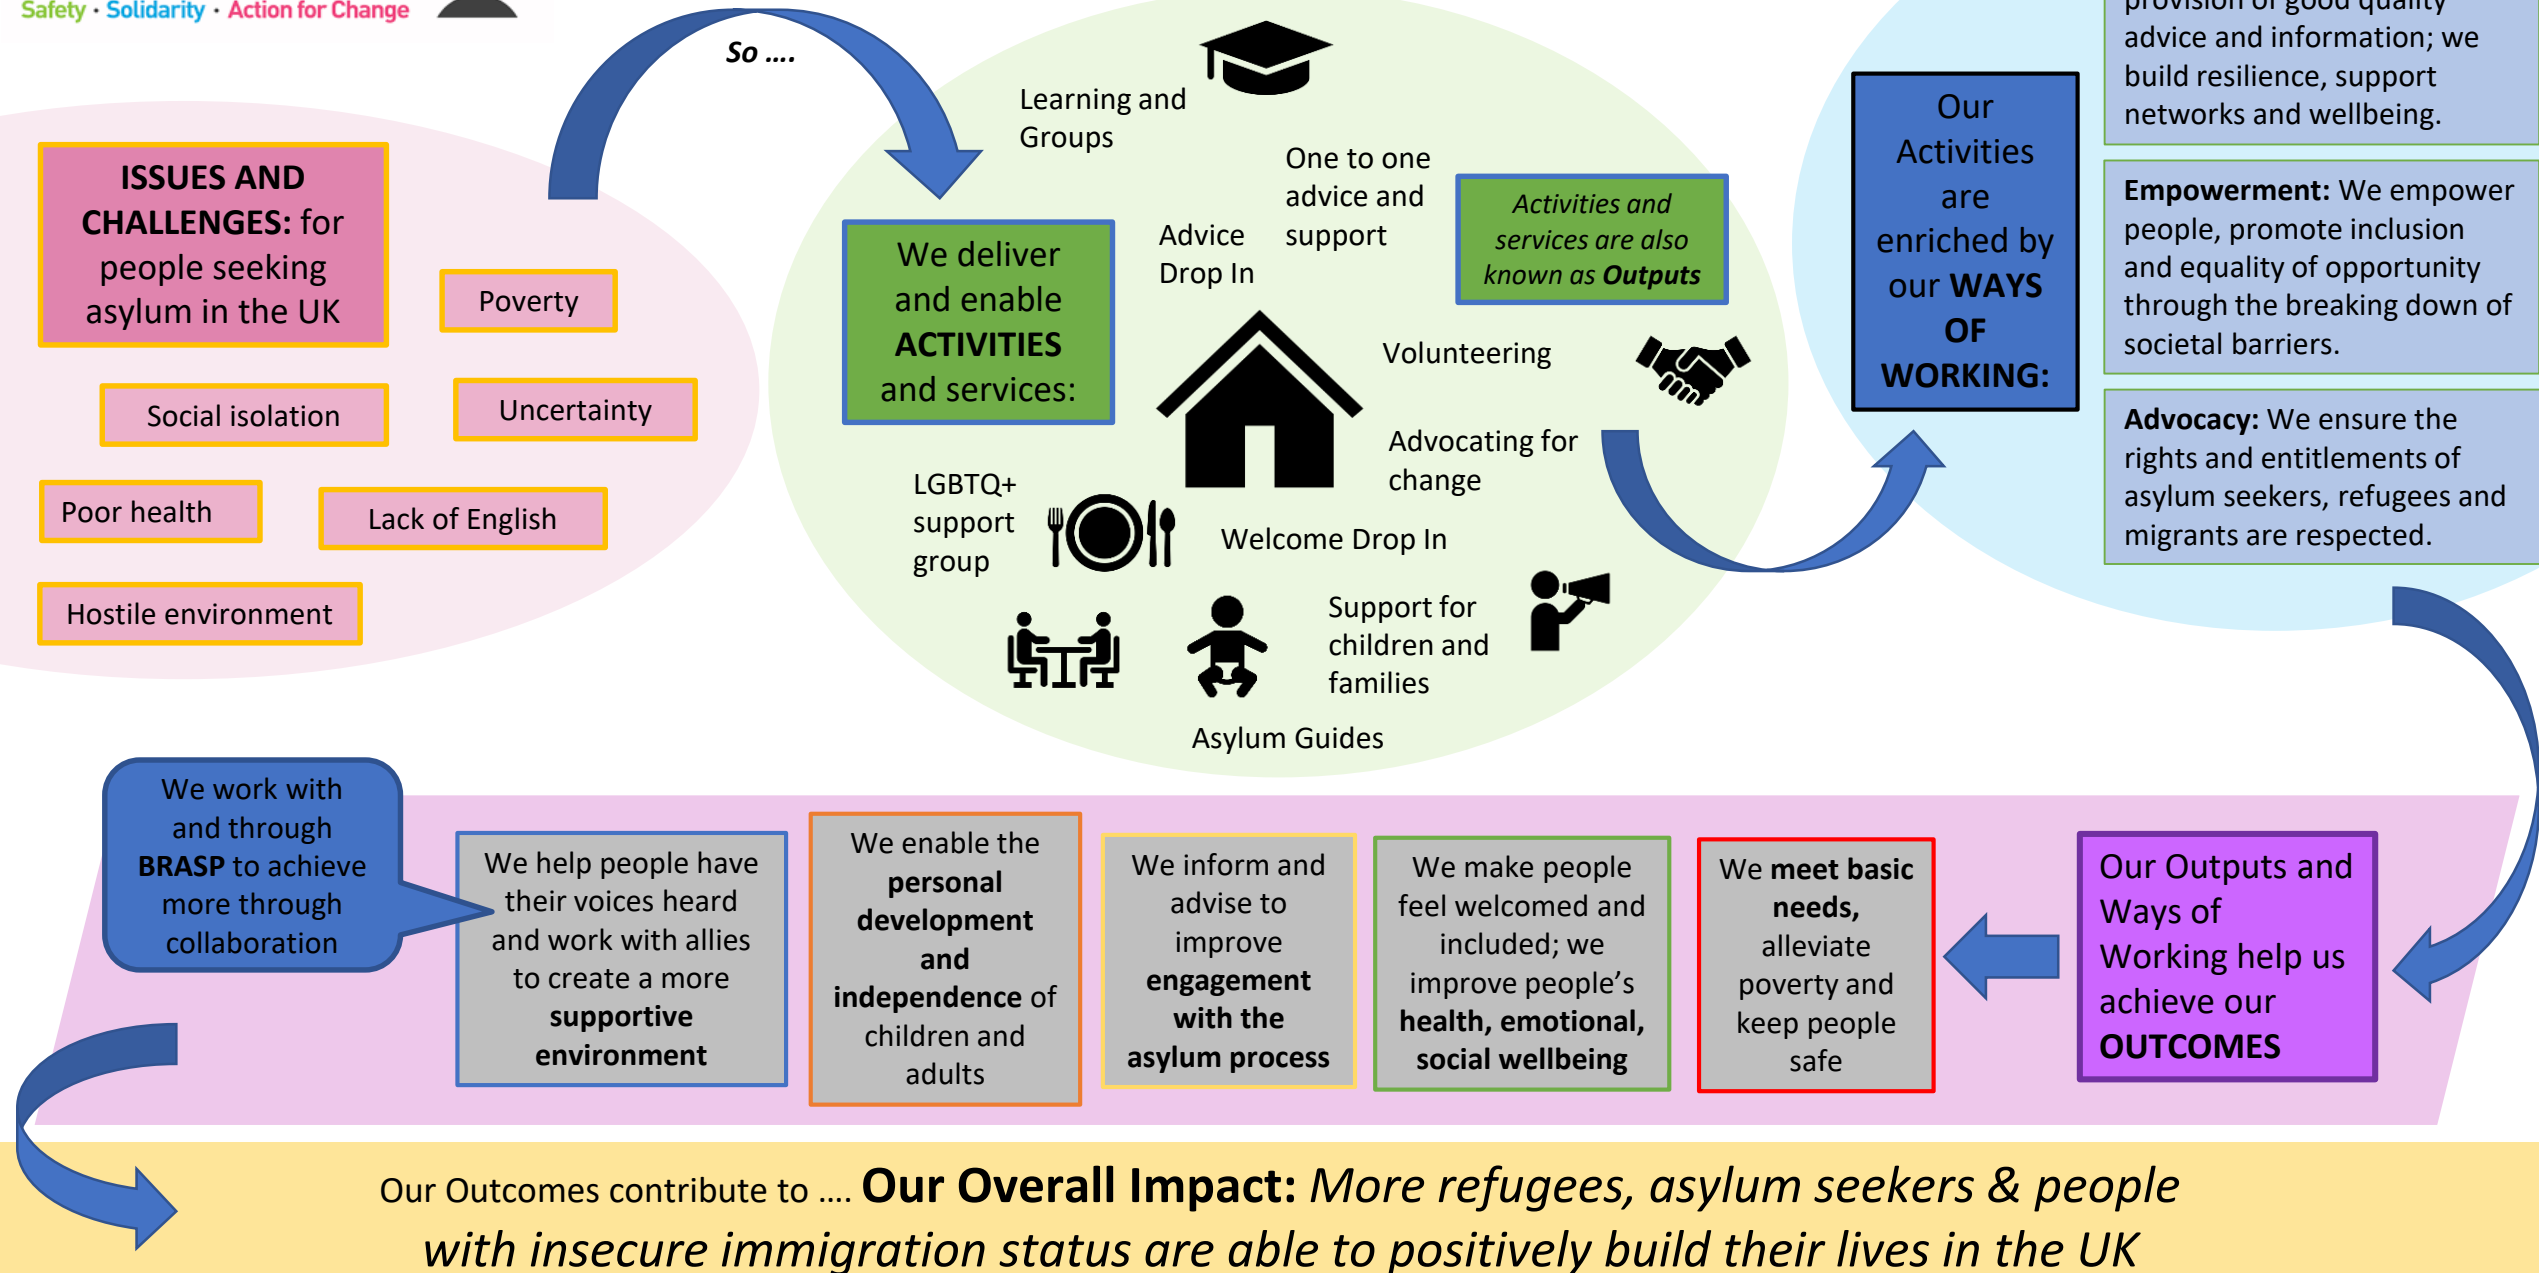 Safety · Solidarity · Action for Change
So ....
ISSUES AND
CHALLENGES: for
people seeking
asylum in the UK
Poverty
Social isolation
Uncertainty
Poor health
Lack of English
Hostile environment
We deliver
and enable
ACTIVITIES
and services:
Learning and
Groups
One to one
advice and
support
Advice
Drop In
Activities and
services are also
known as Outputs
Volunteering
Advocating for
change
LGBTQ+
support
group
Welcome Drop In
Support for
children and
families
Asylum Guides
Our
Activities
are
enriched by
our WAYS
OF
WORKING:
provision of good quality
advice and information; we
build resilience, support
networks and wellbeing.
Empowerment: We empower
people, promote inclusion
and equality of opportunity
through the breaking down of
societal barriers.
Advocacy: We ensure the
rights and entitlements of
asylum seekers, refugees and
migrants are respected.
Our Outputs and
Ways of
Working help us
achieve our
OUTCOMES
We meet basic
needs,
alleviate
poverty and
keep people
safe
We make people
feel welcomed and
included; we
improve people's
health, emotional,
social wellbeing
We inform and
advise to
improve
engagement
with the
asylum process
We enable the
personal
development
and
independence of
children and
adults
We help people have
their voices heard
and work with allies
to create a more
supportive
environment
We work with
and through
BRASP to achieve
more through
collaboration
Our Outcomes contribute to .... Our Overall Impact: More refugees, asylum seekers & people
with insecure immigration status are able to positively build their lives in the UK